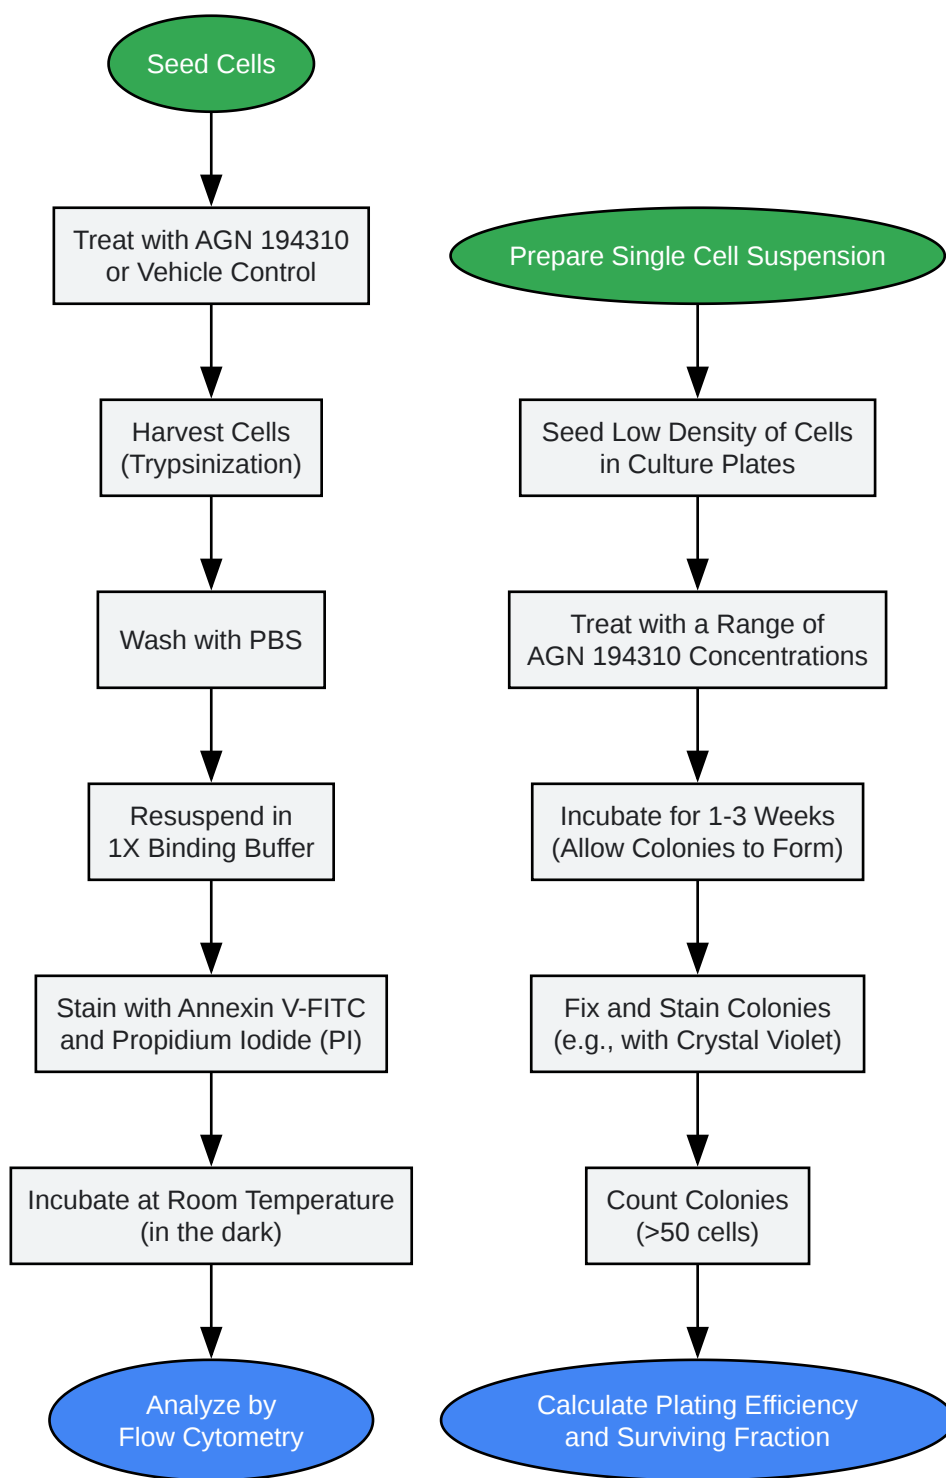 Seed Cells
Treat with AGN 194310
or Vehicle Control
Harvest Cells
(Trypsinization)
Wash with PBS
Resuspend in
1X Binding Buffer
Stain with Annexin V-FITC
and Propidium Iodide (PI)
Incubate at Room Temperature
(in the dark)
Analyze by
Flow Cytometry
Prepare Single Cell Suspension
Seed Low Density of Cells
in Culture Plates
Treat with a Range of
AGN 194310 Concentrations
Incubate for 1-3 Weeks
(Allow Colonies to Form)
Fix and Stain Colonies
(e.g., with Crystal Violet)
Count Colonies
(>50 cells)
Calculate Plating Efficiency
and Surviving Fraction